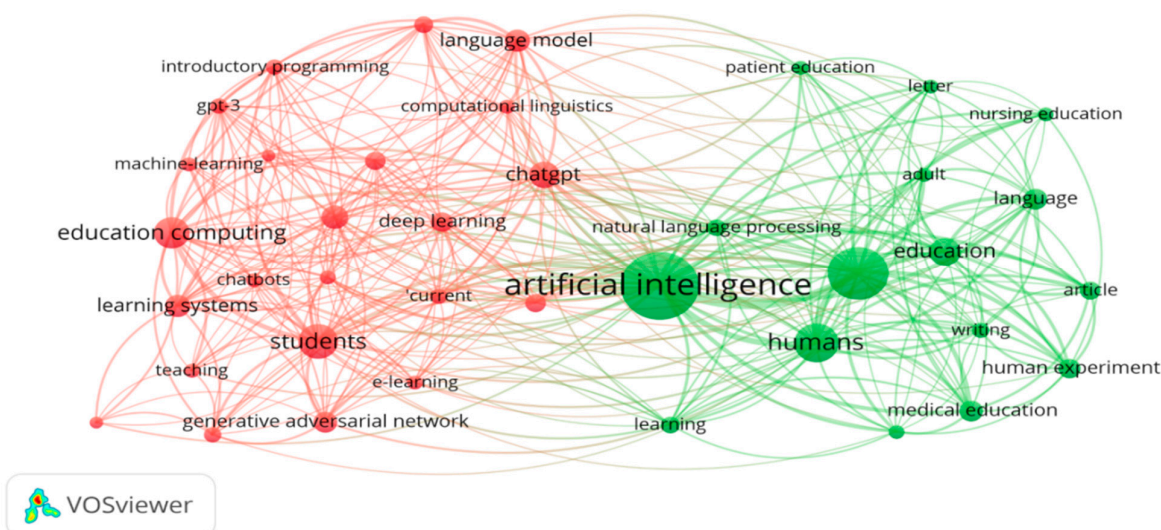 language model
introductory programming
patient education
letter
gpt-3
computational linguistics
nursing education
machine-learning
chatgpt
adult
language
education computing
deep learning
natural language processing
education
chatbots
artificial intelligence
learning systems
'current
article
students
humans
writing
teaching
e-learning
human experiment
generative adversarial network
learning
medical education
VOSviewer